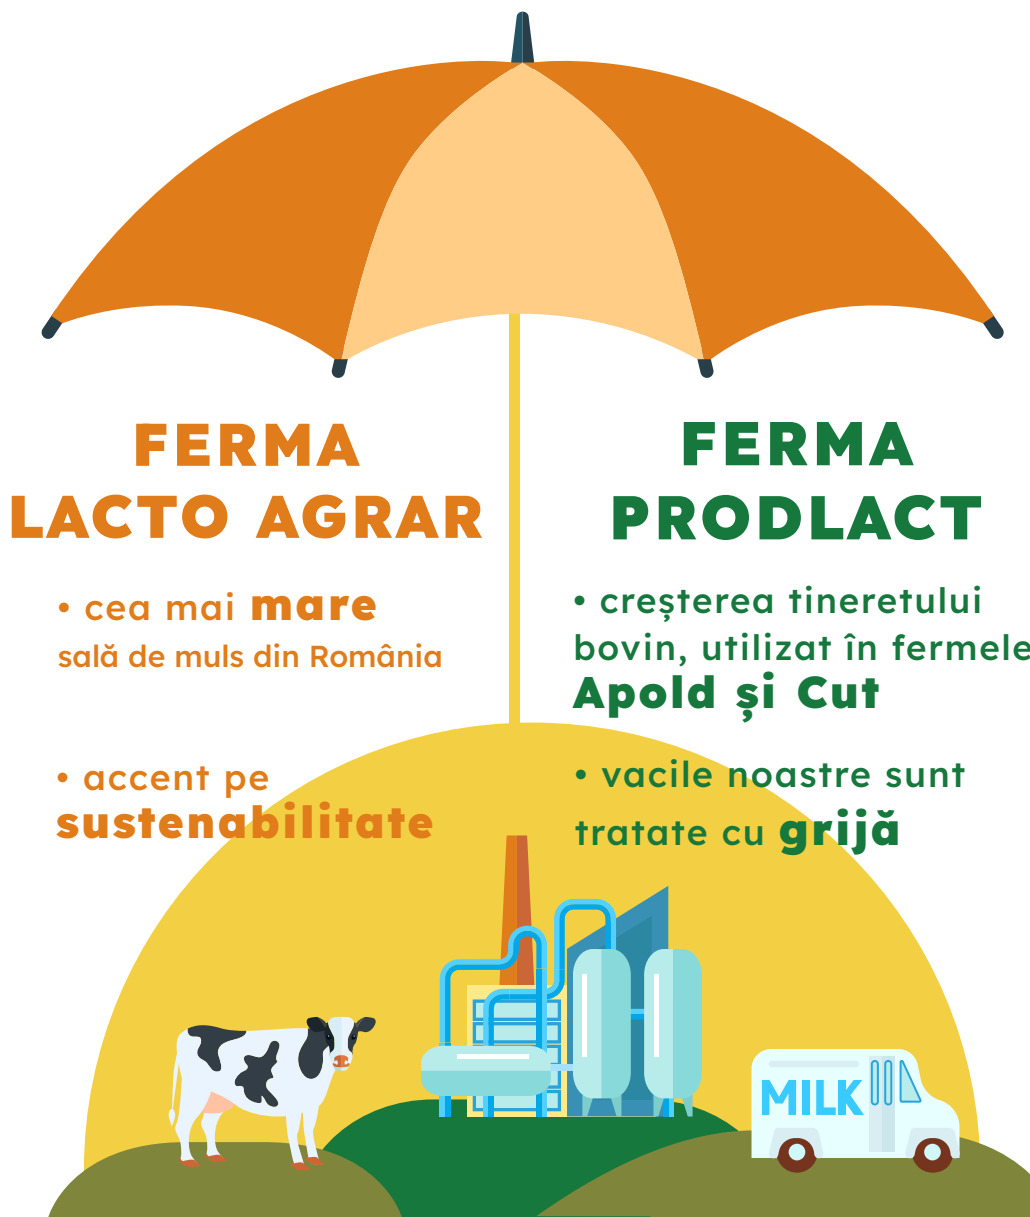 FERMA
LACTO AGRAR
• cea mai mare
sală de muls din România
• accent pe
sustenabilitate
FERMA
PRODLACT
• creșterea tineretului
bovin, utilizat în fermele
Apold și Cut
• vacile noastre sunt
tratate cu grijă
MILK